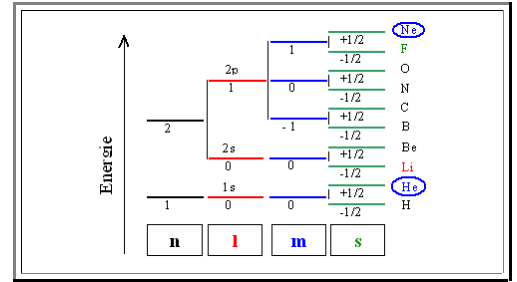 Ne
+1/2
1
F
-1/2
2p
O
+1/2
1
0
N
-1/2
C
+1/2
2
- 1
B
-1/2
2s
Be
+1/2
0
0
Li
-1/2
1s
He
+1/2
1
0
0
H
-1/2
Energie
n
l
m
s